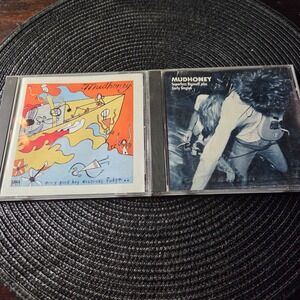 Mudhoney
every good boy deserves fudge...
MUDHONEY
Superfuzz Bigmuff plus
Early Singles